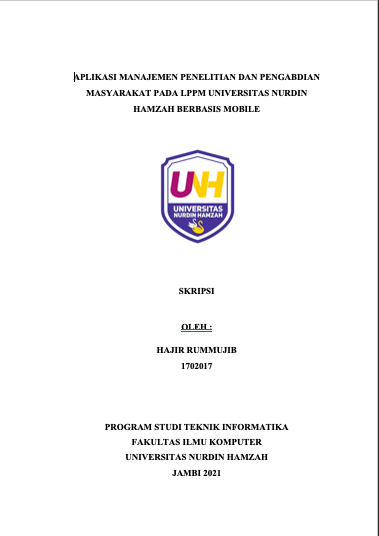 APLIKASI MANAJEMEN PENELITIAN DAN PENGABDIAN
MASYARAKAT PADA LPPM UNIVERSITAS NURDIN
HAMZAH BERBASIS MOBILE
UNH
UNIVERSITAS
NURDIN HAMZAH
SKRIPSI
OLEH :
HAJIR RUMMUJIB
1702017
PROGRAM STUDI TEKNIK INFORMATIKA
FAKULTAS ILMU KOMPUTER
UNIVERSITAS NURDIN HAMZAH
JAMBI 2021